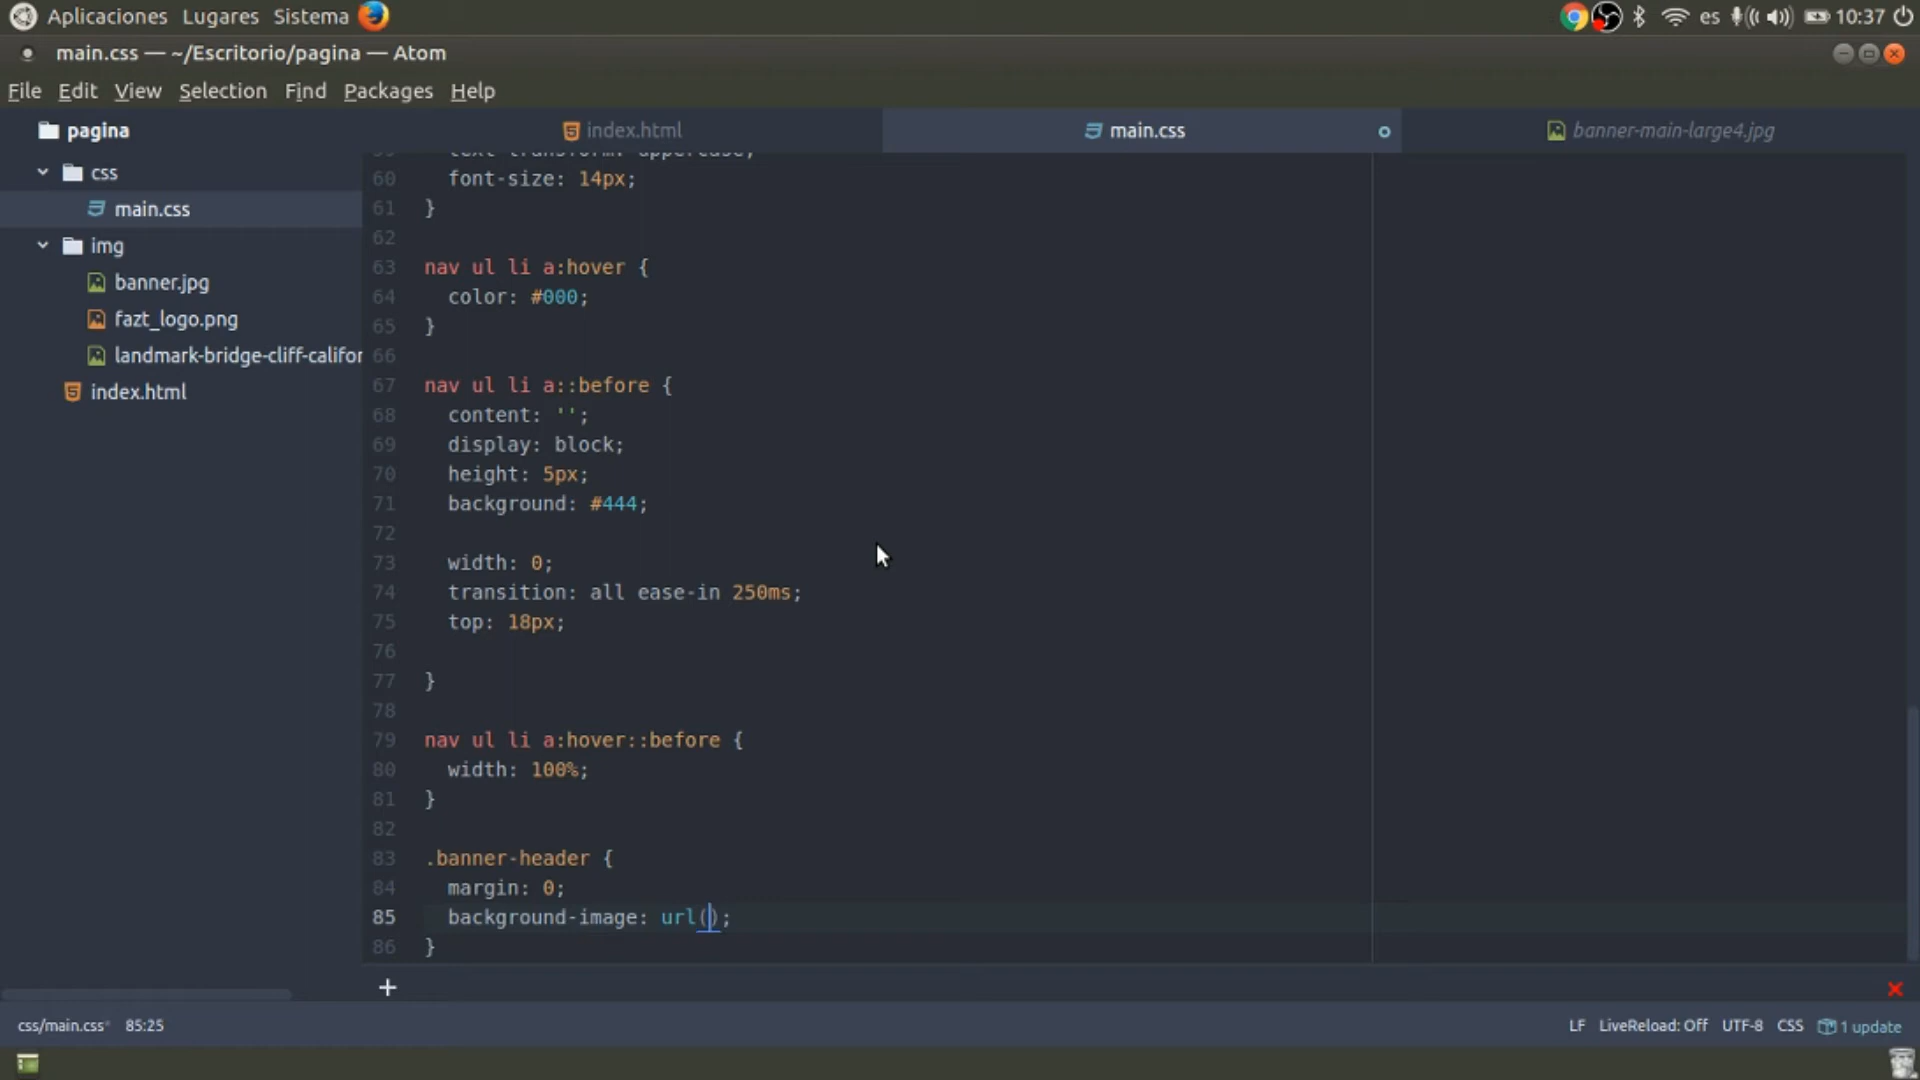 Aplicaciones Lugares Sistema es 10:37
main.css — ~/Escritorio/pagina — Atom
File Edit View Selection Find Packages Help
pagina
css
main.css
img
banner.jpg
fazt_logo.png
landmark-bridge-cliff-califor
index.html
index.html main.css banner-main-large4.jpg
text-transform: uppercase;
60 font-size: 14px;
61 }
62
63 nav ul li a:hover {
64 color: #000;
65 }
66
67 nav ul li a::before {
68 content: '';
69 display: block;
70 height: 5px;
71 background: #444;
72
73 width: 0;
74 transition: all ease-in 250ms;
75 top: 18px;
76
77 }
78
79 nav ul li a:hover::before {
80 width: 100%;
81 }
82
83 .banner-header {
84 margin: 0;
85 background-image: url();
86 }
+
css/main.css* 85:25 LF LiveReload: Off UTF-8 CSS 1 update